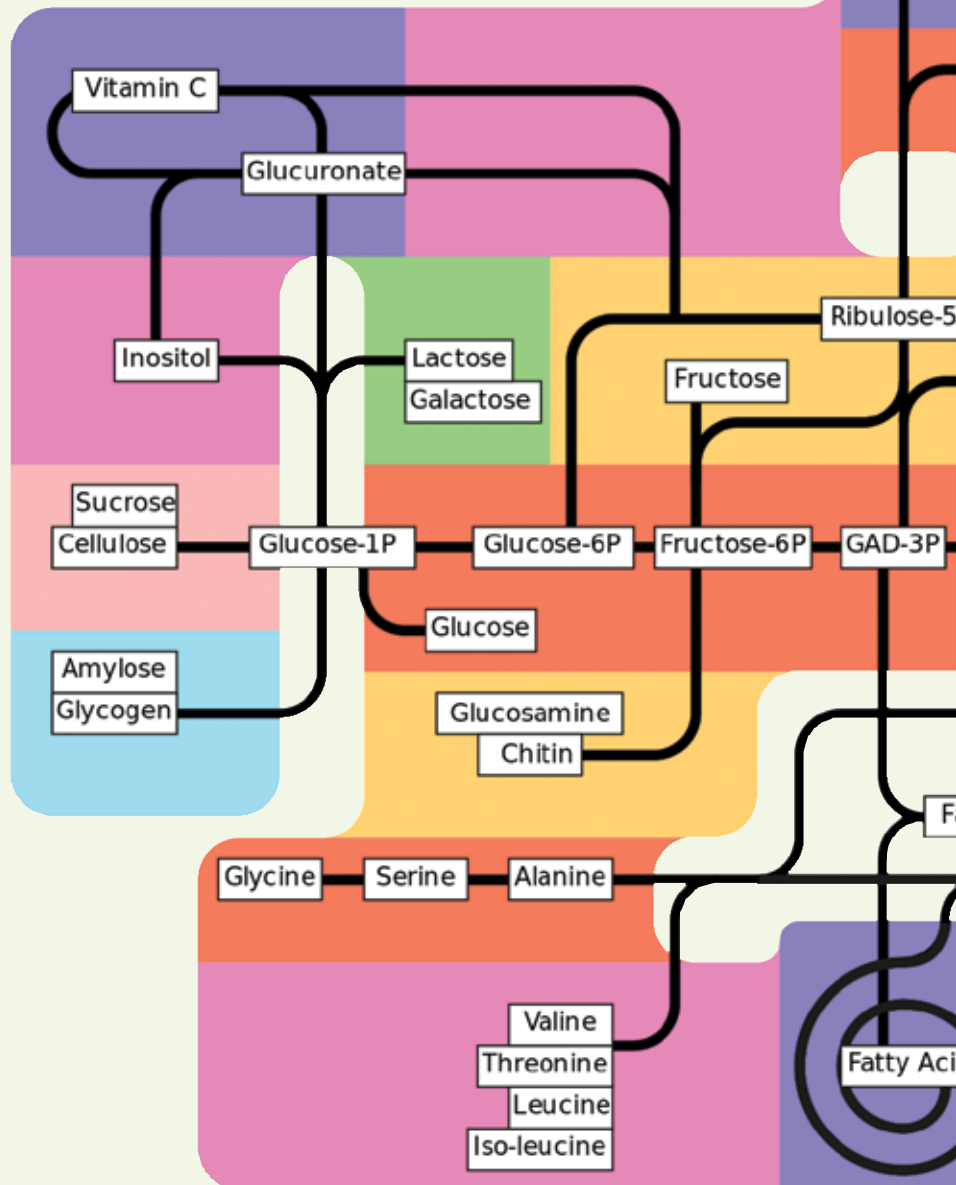 Vitamin C
Glucuronate
Ribulose-5
Inositol
Lactose
Galactose
Fructose
Sucrose
Cellulose
Glucose-1P
Glucose-6P
Fructose-6P
GAD-3P
Glucose
Amylose
Glycogen
Glucosamine
Chitin
Fa
Glycine
Serine
Alanine
Valine
Threonine
Leucine
Iso-leucine
Fatty Aci